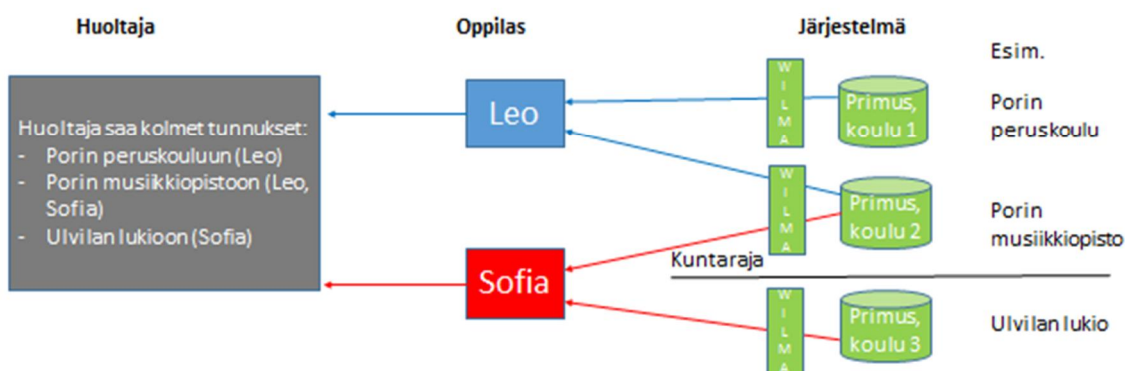 Huoltaja
Oppilas
Järjestelmä
Esim.
Huoltaja saa kolmet tunnukset:
- Porin peruskouluun (Leo)
- Porin musiikkiopistoon (Leo,
Sofia)
- Ulvilan lukioon (Sofia)
Leo
Sofia
WILMA
Primus,
koulu 1
Porin
peruskoulu
WILMA
Primus,
koulu 2
Porin
musiikkiopisto
Kuntaraja
WILMA
Primus,
koulu 3
Ulvilan lukio